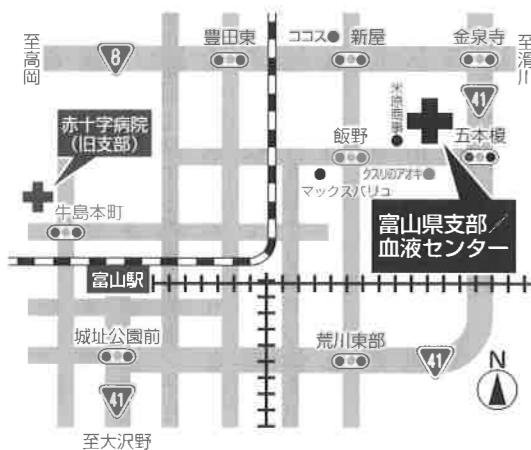 至高岡
8
豊田東
ココス
新屋
金泉寺
至滑川
41
米原商事
赤十字病院
(旧支部)
飯野
五本榎
マックスバリュ
クスリのアオキ
牛島本町
富山県支部/
血液センター
富山駅
城址公園前
荒川東部
41
41
N
至大沢野